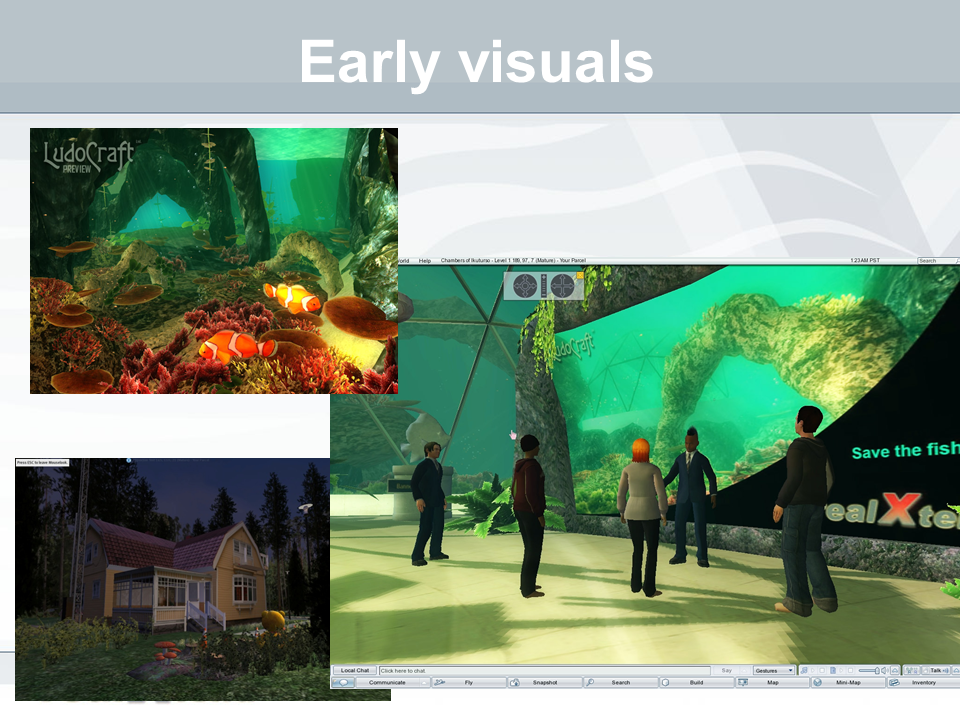 Early visuals
LudoCraft
PREVIEW
World Help Chambers of Ikuturso - Level 1 189, 97, 7 (Mature) - Your Parcel 1:23 AM PST Search
LudoCraft
Save the fish
realXte
Press ESC to leave Mouselook
Local Chat Click here to chat Say Gestures Talk
Communicate Fly Snapshot Search Build Map Mini-Map Inventory